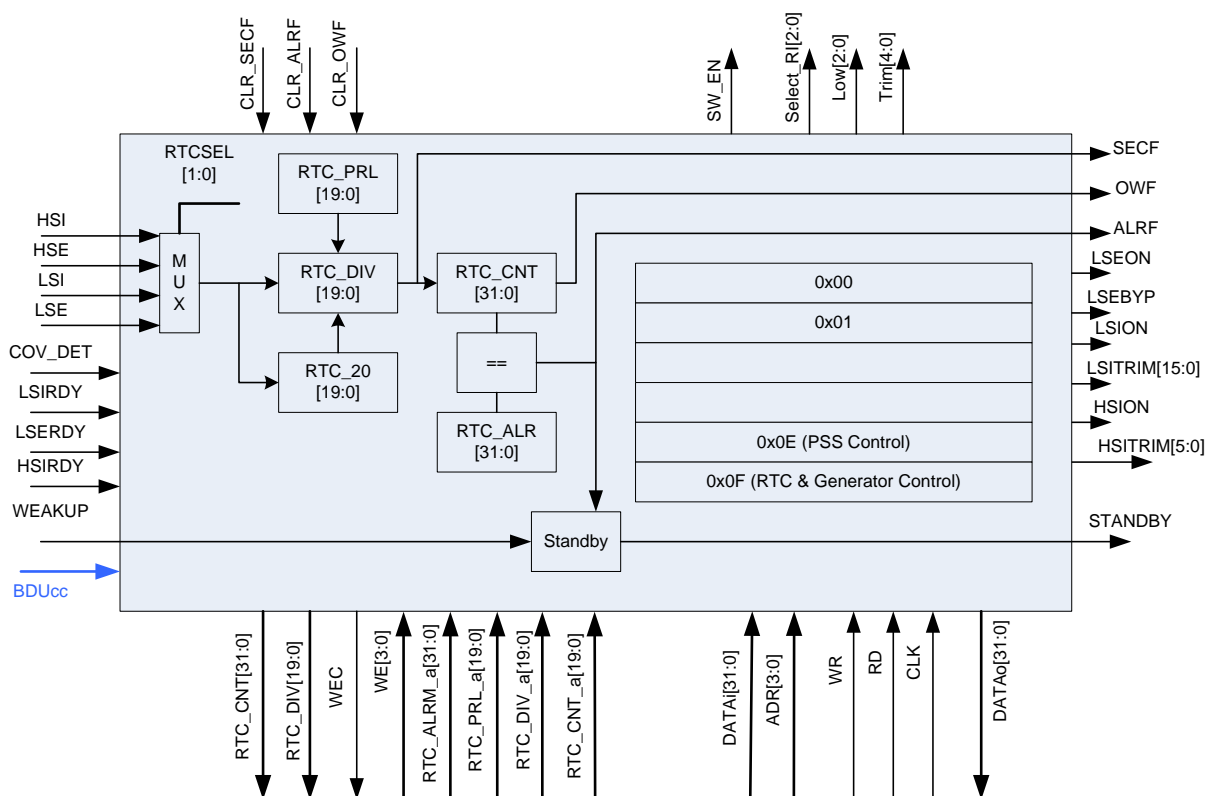 CLR_SECF
CLR_ALRF
CLR_OWF
SW_EN
Select_RI[2:0]
Low[2:0]
Trim[4:0]
RTCSEL
[1:0]
RTC_PRL
[19:0]
SECF
OWF
ALRF
HSI
HSE
LSI
LSE
M
U
X
RTC_DIV
[19:0]
RTC_CNT
[31:0]
0x00
0x01
LSEON
LSEBYP
LSION
LSITRIM[15:0]
HSION
HSITRIM[5:0]
COV_DET
LSIRDY
LSERDY
HSIRDY
WEAKUP
BDUcc
RTC_20
[19:0]
==
RTC_ALR
[31:0]
0x0E (PSS Control)
0x0F (RTC & Generator Control)
Standby
STANDBY
RTC_CNT[31:0]
RTC_DIV[19:0]
WEC
WE[3:0]
RTC_ALRM_a[31:0]
RTC_PRL_a[19:0]
RTC_DIV_a[19:0]
RTC_CNT_a[19:0]
DATAi[31:0]
ADR[3:0]
WR
RD
CLK
DATAo[31:0]